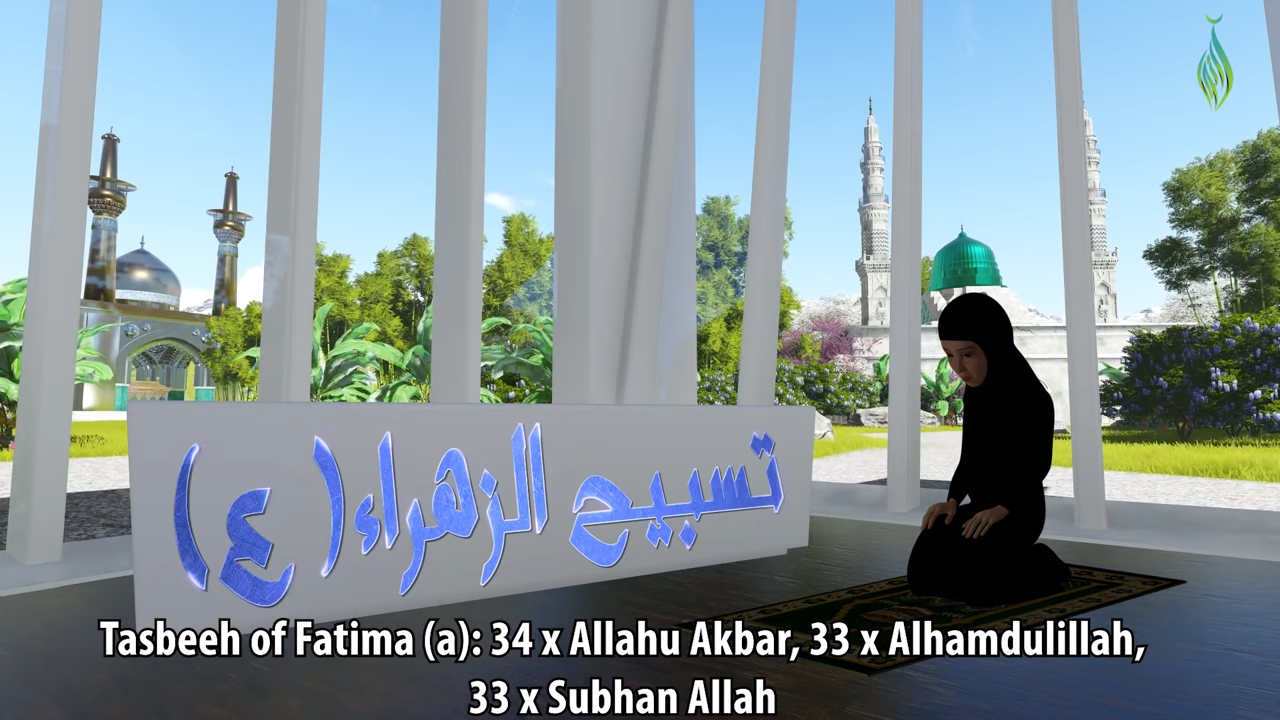 تسبيح الزهراء (ع)
Tasbeeh of Fatima (a): 34 x Allahu Akbar, 33 x Alhamdulillah,
33 x Subhan Allah